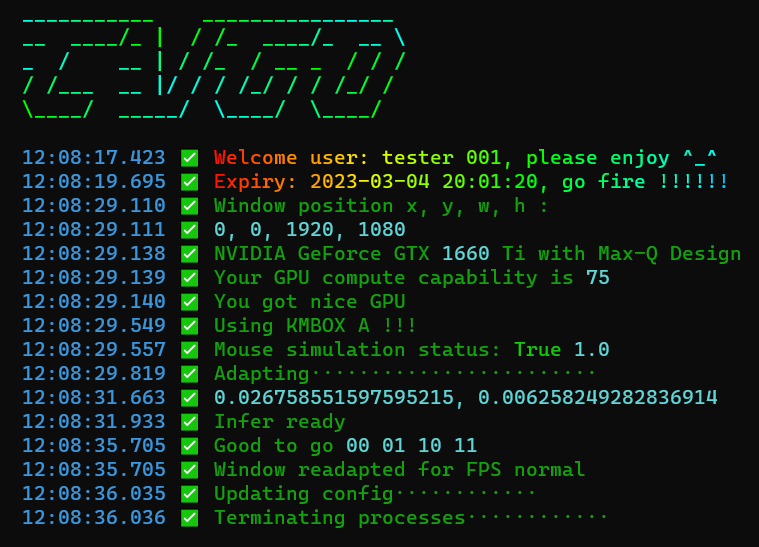 ___________    ________________
__  ____/_ |  / /_  ____/_  __ \
_  /    __ | / /_  / __ _  / / /
/ /___  __ |/ / / /_/ / / /_/ /
\____/  _____/  \____/  \____/
12:08:17.423 ✅ Welcome user: tester 001, please enjoy ^_^
12:08:19.695 ✅ Expiry: 2023-03-04 20:01:20, go fire !!!!!!
12:08:29.110 ✅ Window position x, y, w, h :
12:08:29.111 ✅ 0, 0, 1920, 1080
12:08:29.138 ✅ NVIDIA GeForce GTX 1660 Ti with Max-Q Design
12:08:29.139 ✅ Your GPU compute capability is 75
12:08:29.140 ✅ You got nice GPU
12:08:29.549 ✅ Using KMBOX A !!!
12:08:29.557 ✅ Mouse simulation status: True 1.0
12:08:29.819 ✅ Adapting························
12:08:31.663 ✅ 0.026758551597595215, 0.006258249282836914
12:08:31.933 ✅ Infer ready
12:08:35.705 ✅ Good to go 00 01 10 11
12:08:35.705 ✅ Window readapted for FPS normal
12:08:36.035 ✅ Updating config············
12:08:36.036 ✅ Terminating processes············